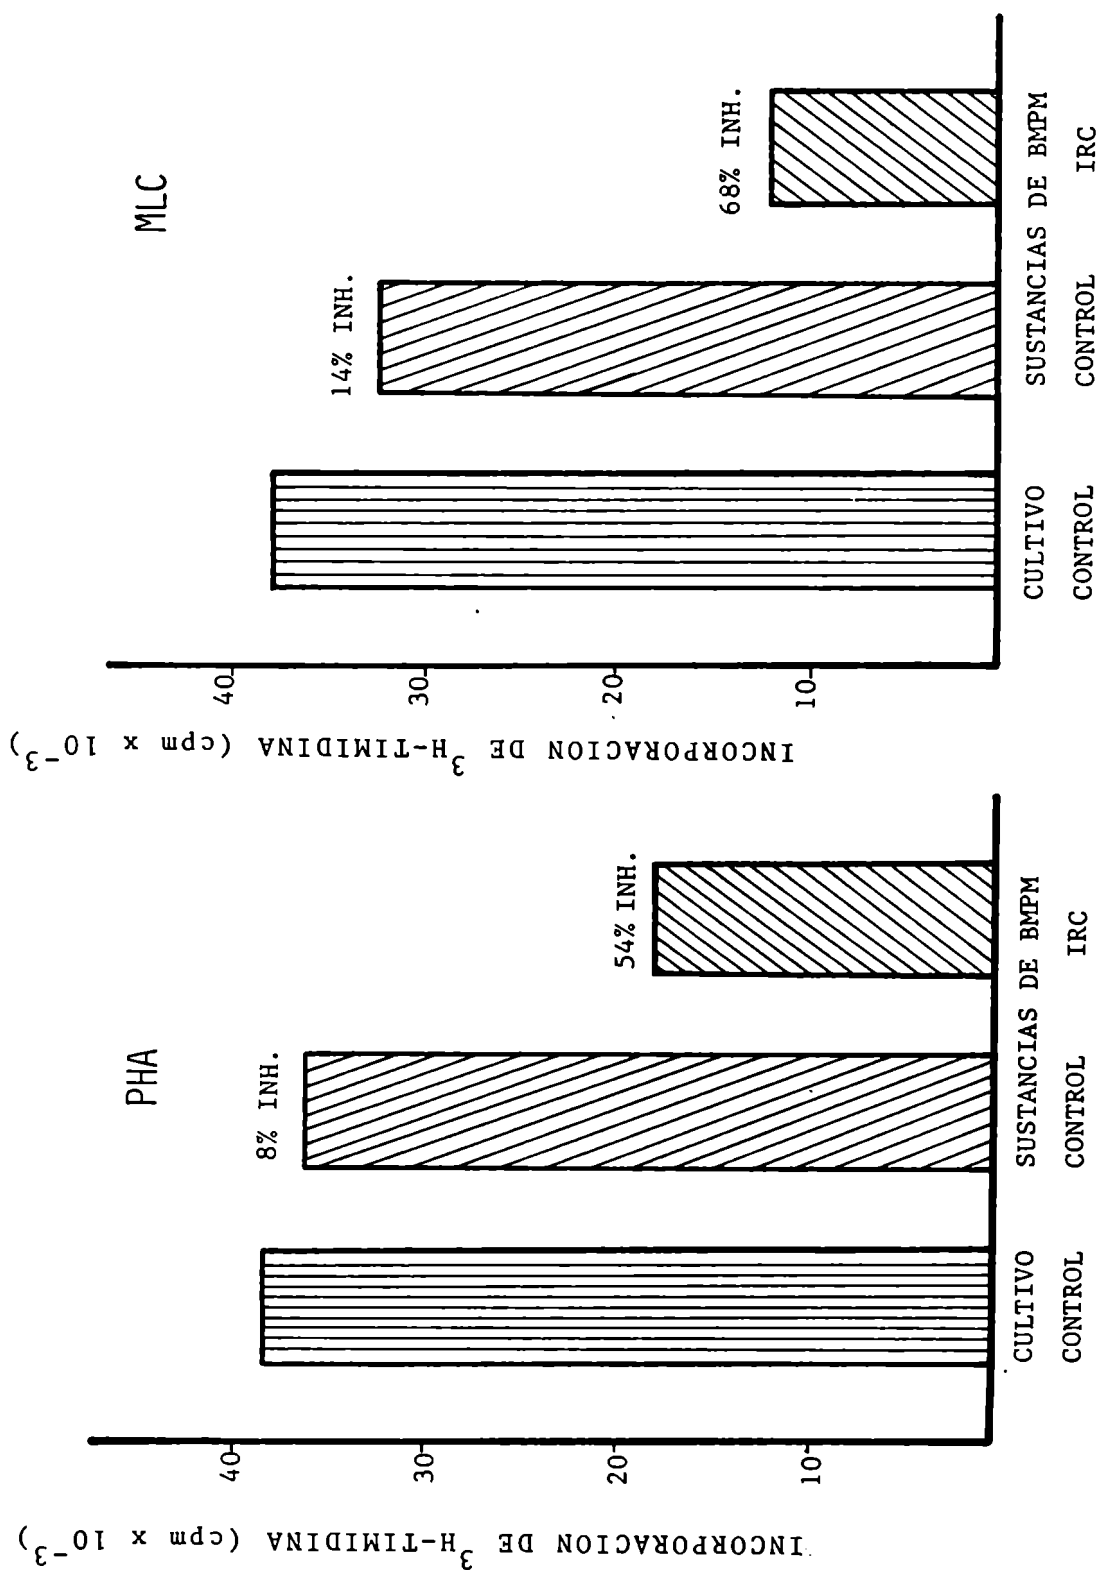 PHA
INCORPORACION DE ³H-TIMIDINA (cpm x 10⁻³)
40
30
20
10
8% INH.
54% INH.
CULTIVO
CONTROL
SUSTANCIAS DE BMPM
CONTROL IRC
MLC
INCORPORACION DE ³H-TIMIDINA (cpm x 10⁻³)
40
30
20
10
14% INH.
68% INH.
CULTIVO
CONTROL
SUSTANCIAS DE BMPM
CONTROL IRC